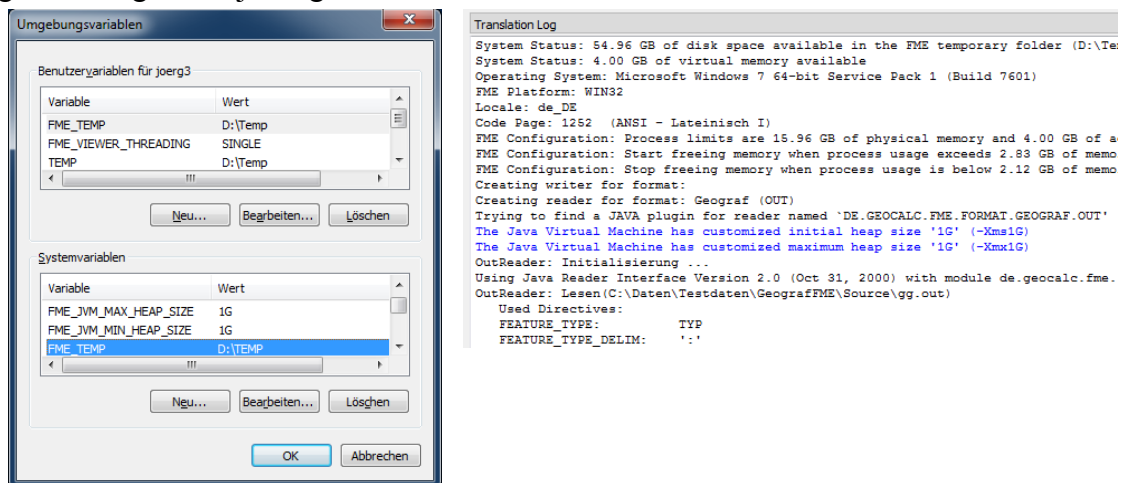 Umgebungsvariablen
Benutzervariablen für joerg3
Variable Wert
FME_TEMP D:\Temp
FME_VIEWER_THREADING SINGLE
TEMP D:\Temp
Neu... Bearbeiten... Löschen
Systemvariablen
Variable Wert
FME_JVM_MAX_HEAP_SIZE 1G
FME_JVM_MIN_HEAP_SIZE 1G
FME_TEMP D:\TEMP
Neu... Bearbeiten... Löschen
OK Abbrechen
Translation Log
System Status: 54.96 GB of disk space available in the FME temporary folder (D:\Te
System Status: 4.00 GB of virtual memory available
Operating System: Microsoft Windows 7 64-bit Service Pack 1 (Build 7601)
FME Platform: WIN32
Locale: de_DE
Code Page: 1252 (ANSI - Lateinisch I)
FME Configuration: Process limits are 15.96 GB of physical memory and 4.00 GB of a
FME Configuration: Start freeing memory when process usage exceeds 2.83 GB of memo
FME Configuration: Stop freeing memory when process usage is below 2.12 GB of memo
Creating writer for format:
Creating reader for format: Geograf (OUT)
Trying to find a JAVA plugin for reader named `DE.GEOCALC.FME.FORMAT.GEOGRAF.OUT'
The Java Virtual Machine has customized initial heap size '1G' (-Xms1G)
The Java Virtual Machine has customized maximum heap size '1G' (-Xmx1G)
OutReader: Initialisierung ...
Using Java Reader Interface Version 2.0 (Oct 31, 2000) with module de.geocalc.fme.
OutReader: Lesen(C:\Daten\Testdaten\GeografFME\Source\gg.out)
Used Directives:
FEATURE_TYPE: TYP
FEATURE_TYPE_DELIM: ':'